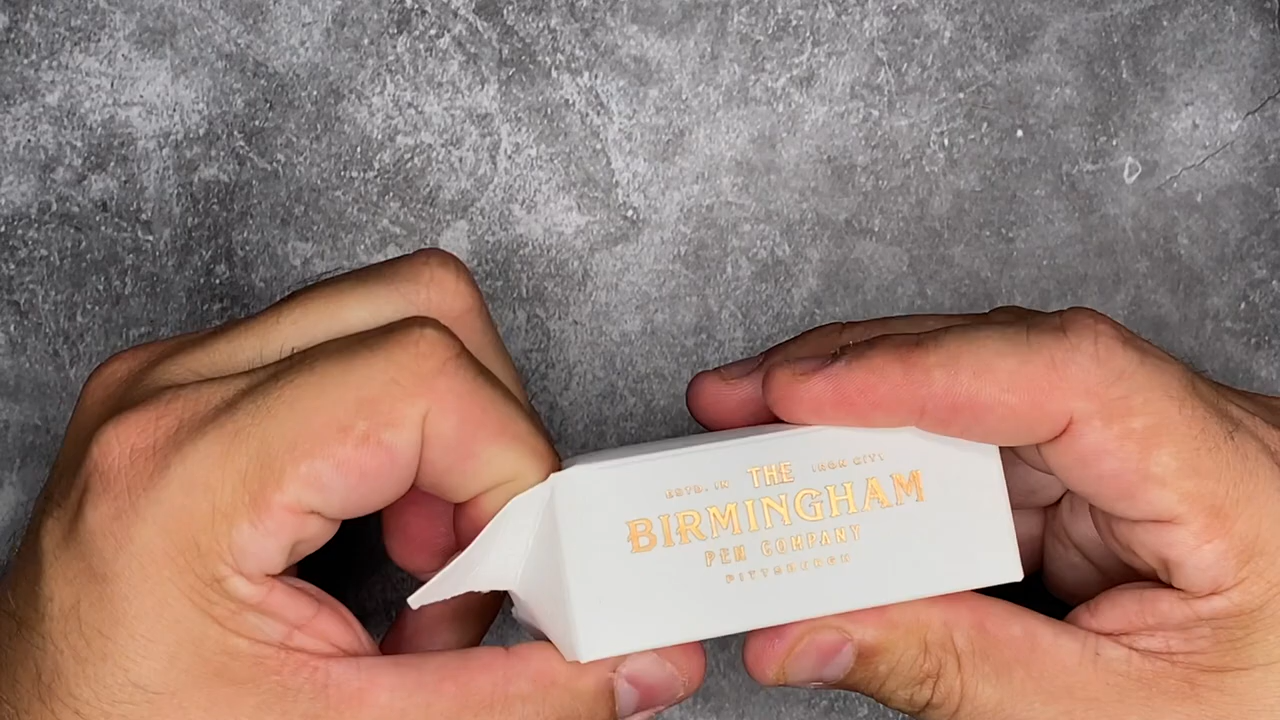 THE
ESTD. IN IRON CITY
BIRMINGHAM
PEN COMPANY
PITTSBURGH